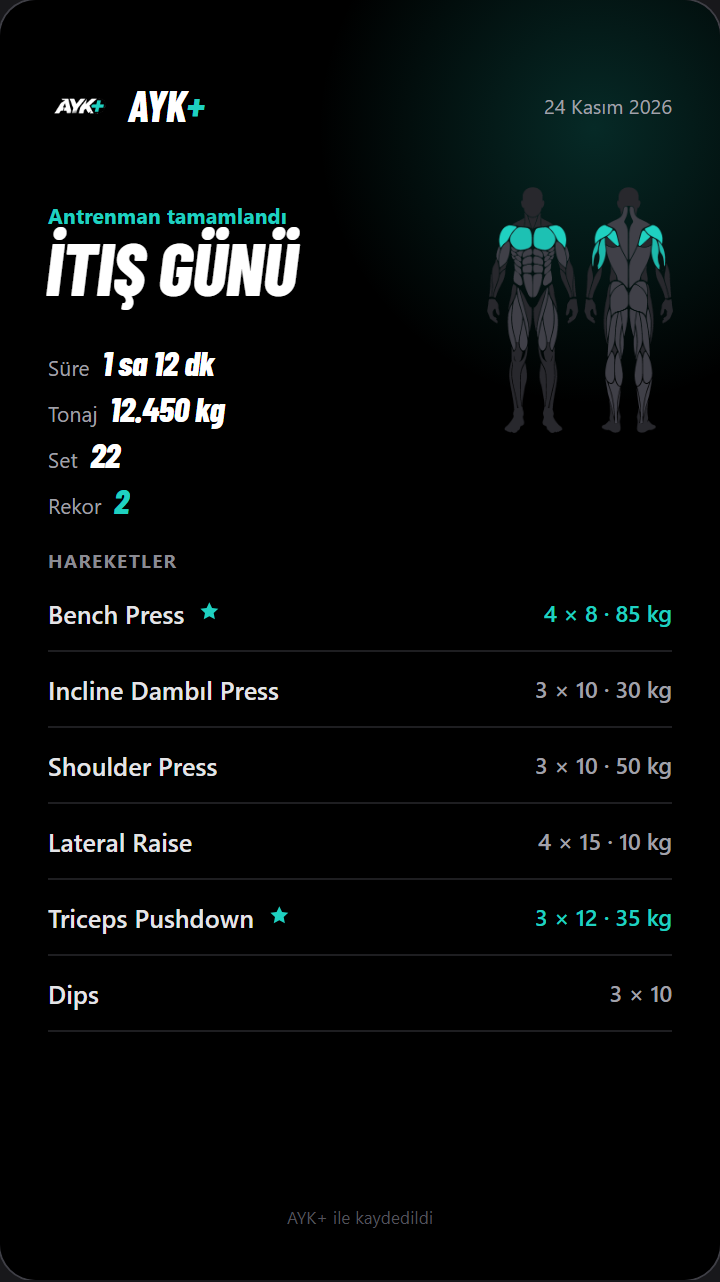 AYK+ AYK+ 24 Kasım 2026
Antrenman tamamlandı
İTIŞ GÜNÜ
Süre 1 sa 12 dk
Tonaj 12.450 kg
Set 22
Rekor 2
HAREKETLER
Bench Press ★ 4 × 8 · 85 kg
Incline Dambıl Press 3 × 10 · 30 kg
Shoulder Press 3 × 10 · 50 kg
Lateral Raise 4 × 15 · 10 kg
Triceps Pushdown ★ 3 × 12 · 35 kg
Dips 3 × 10
AYK+ ile kaydedildi